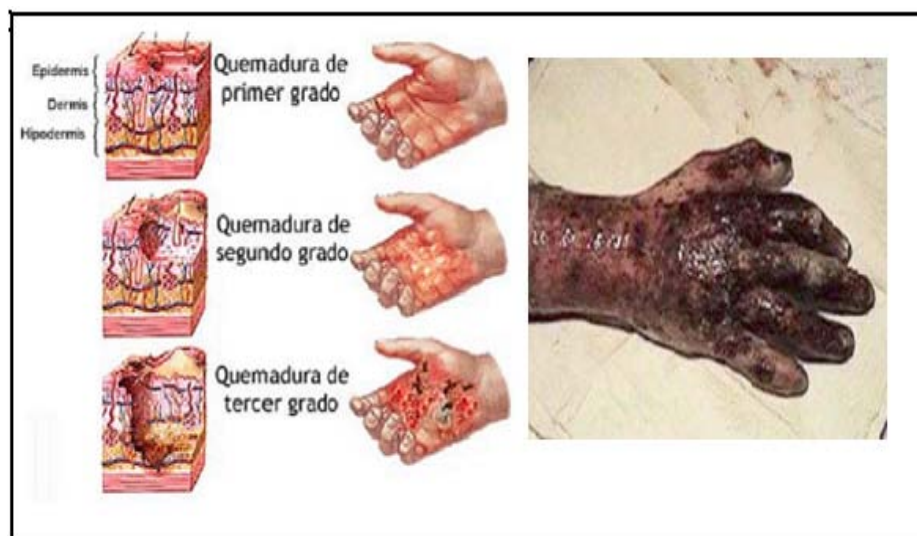 Epidermis
Dermis
Hipodermis
Quemadura de
primer grado
Quemadura de
segundo grado
Quemadura de
tercer grado